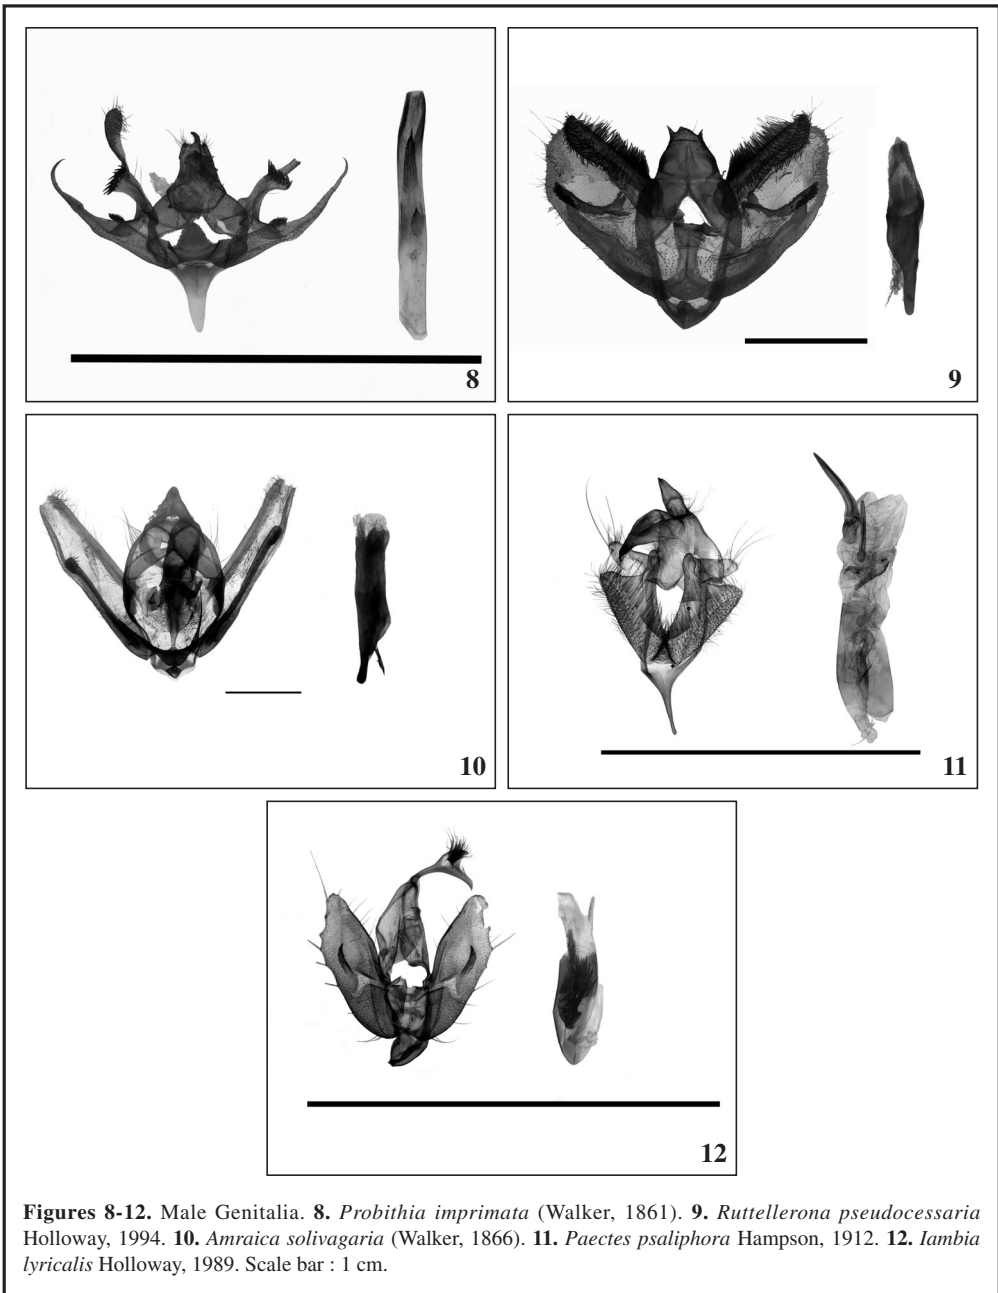 8
9
10
11
12
Figures 8-12. Male Genitalia. 8. Probithia imprimata (Walker, 1861). 9. Ruttellerona pseudocessaria
Holloway, 1994. 10. Amraica solivagaria (Walker, 1866). 11. Paectes psaliphora Hampson, 1912. 12. Iambia
lyricalis Holloway, 1989. Scale bar : 1 cm.